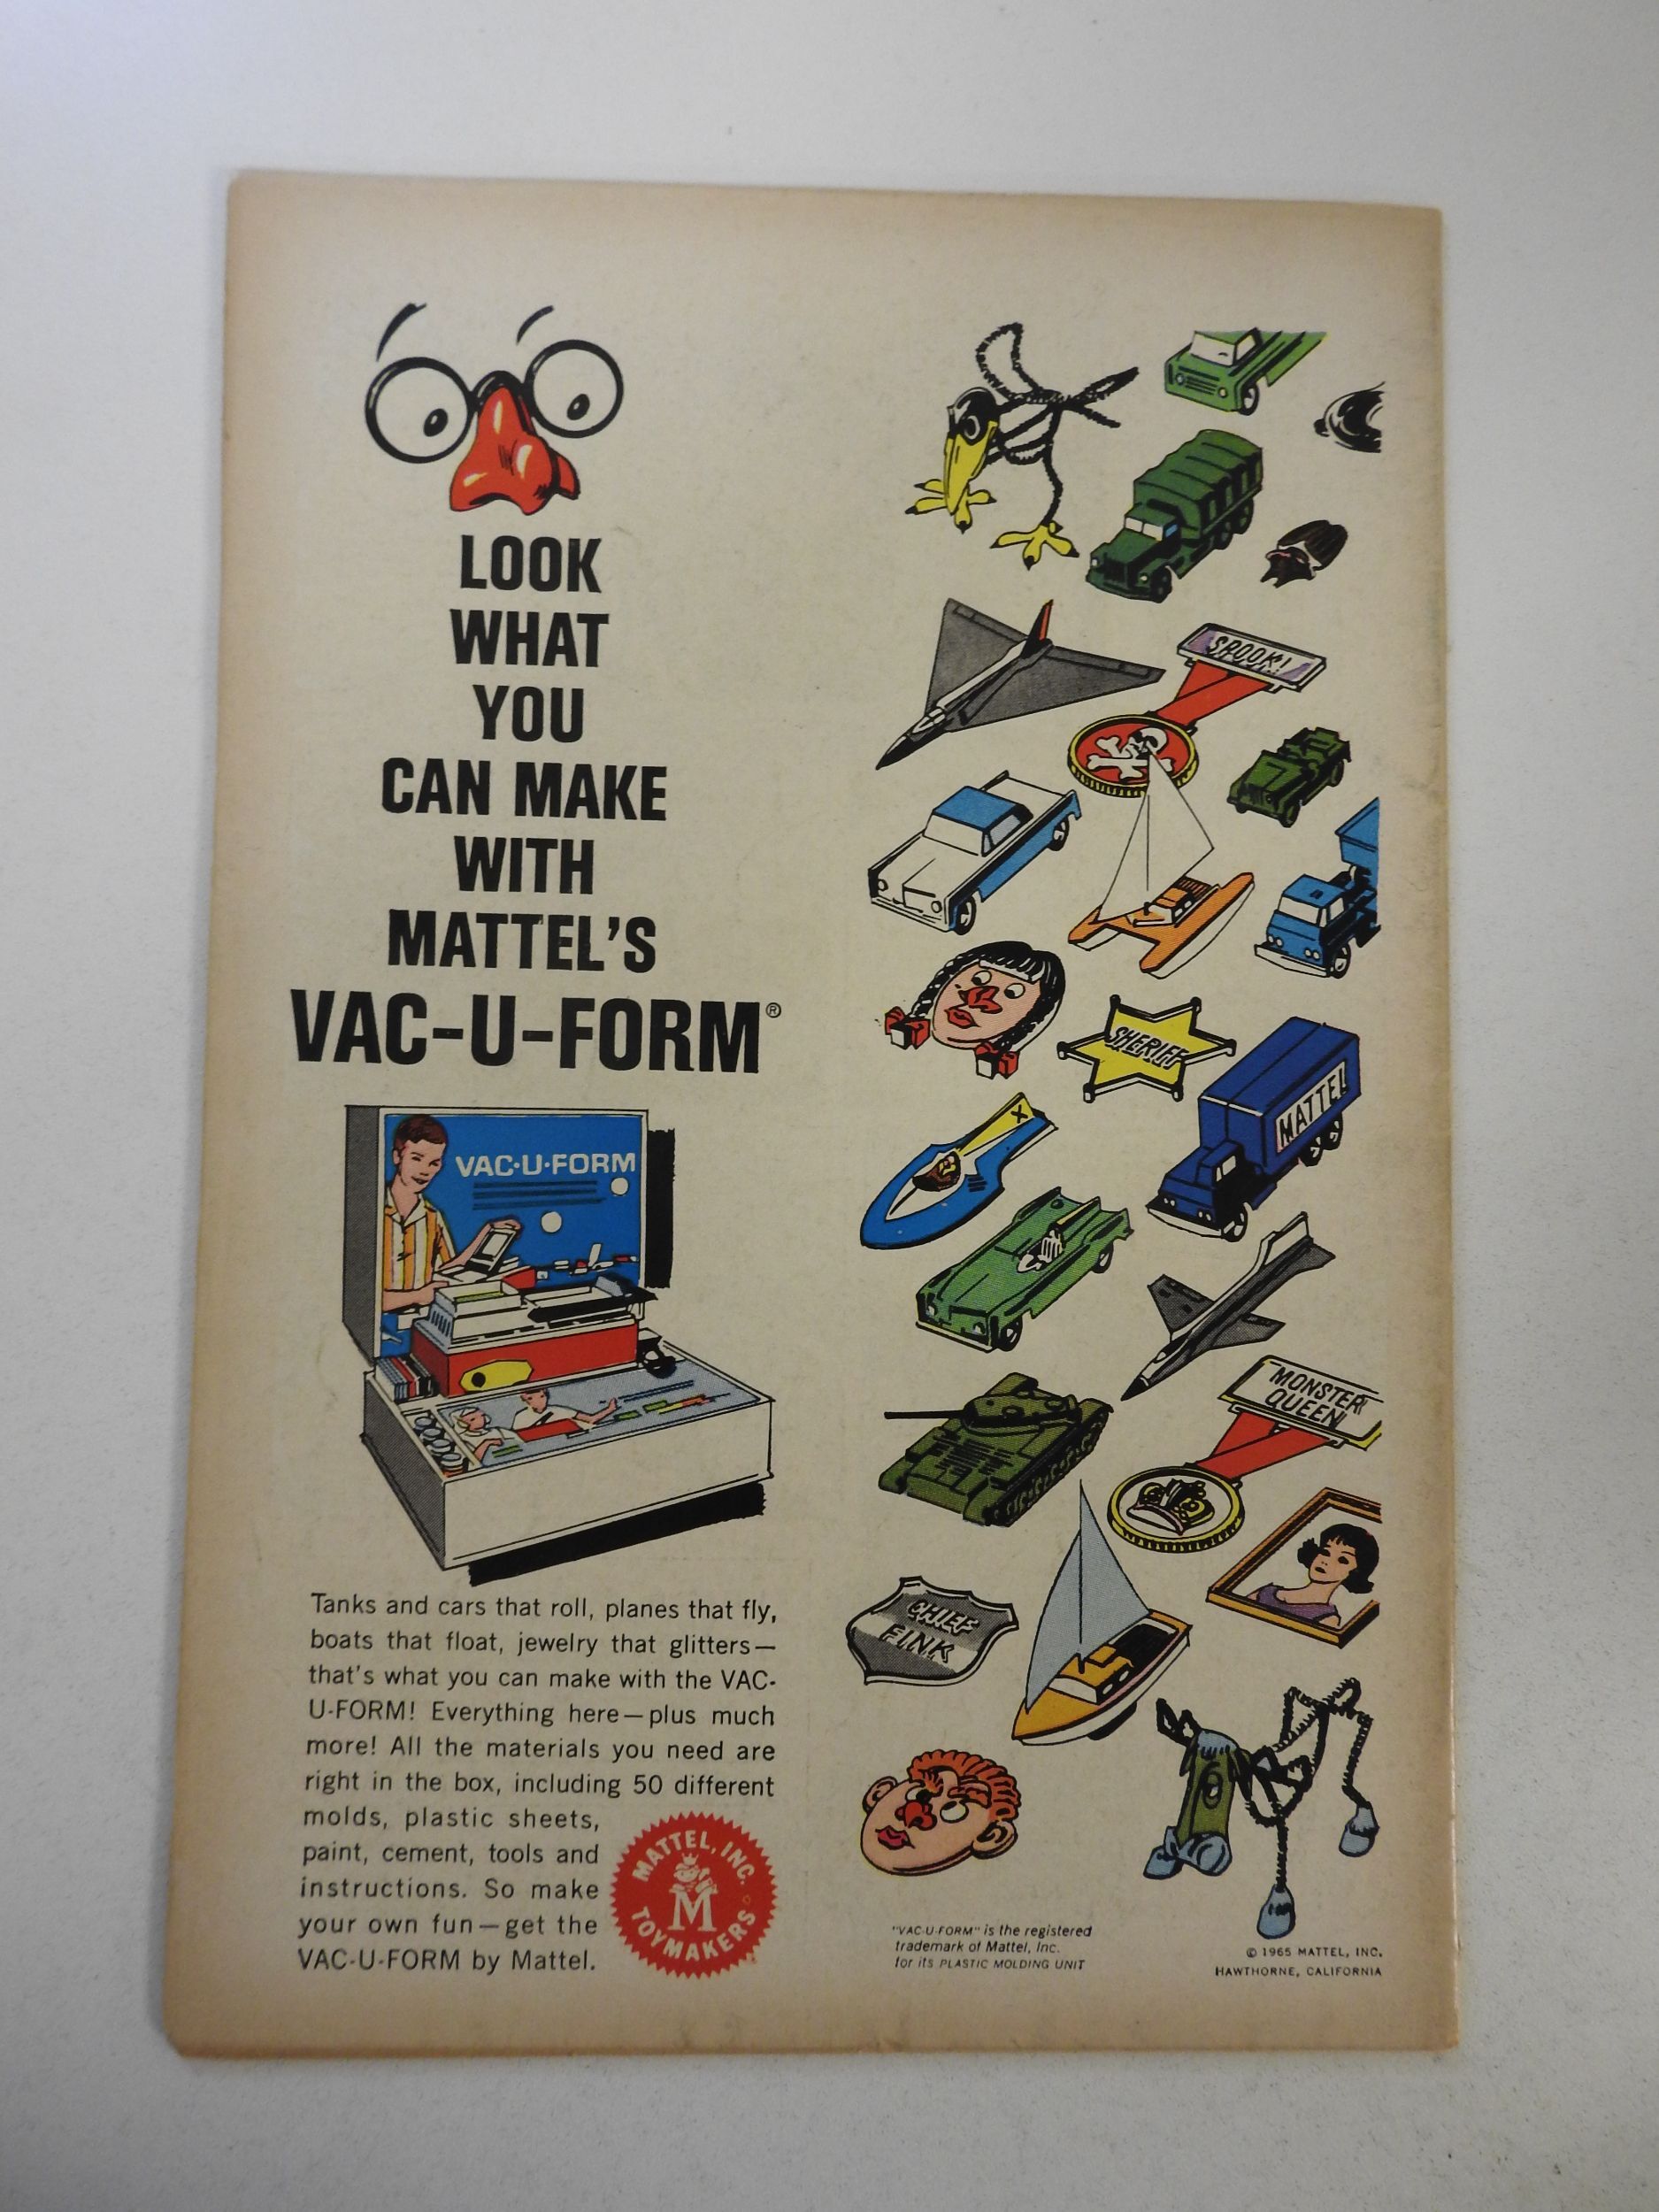 LOOK
WHAT
YOU
CAN MAKE
WITH
MATTEL'S
VAC-U-FORM®
VAC·U·FORM
Tanks and cars that roll, planes that fly,
boats that float, jewelry that glitters—
that's what you can make with the VAC-
U-FORM! Everything here—plus much
more! All the materials you need are
right in the box, including 50 different
molds, plastic sheets,
paint, cement, tools and
instructions. So make
your own fun—get the
VAC-U-FORM by Mattel.
MATTEL, INC.
M
TOYMAKERS
SPOOK!
SHERIFF
MATTEL
X
MONSTER
QUEEN
CHIEF
FINK
"VAC-U-FORM" is the registered
trademark of Mattel, Inc.
for its PLASTIC MOLDING UNIT
© 1965 MATTEL, INC.
HAWTHORNE, CALIFORNIA